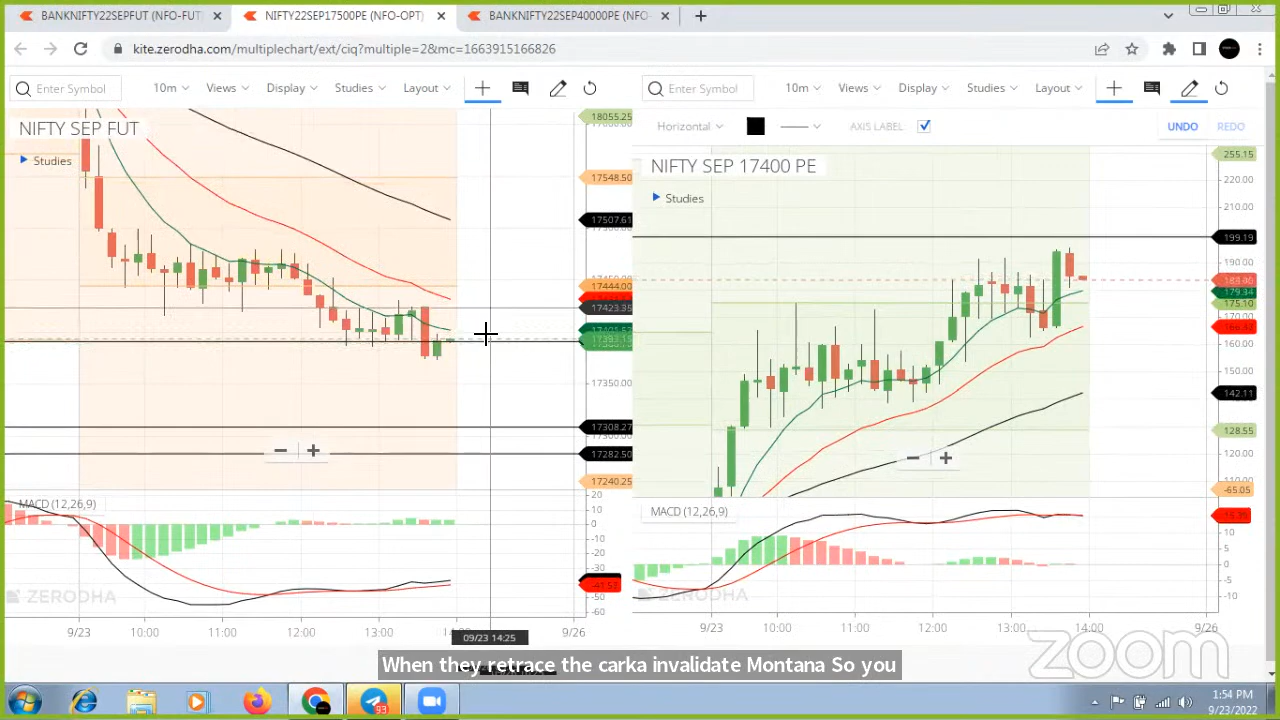 BANKNIFTY22SEPFUT (NFO-FUT) NIFTY22SEP17500PE (NFO-OPT) BANKNIFTY22SEP40000PE (NFO-
kite.zerodha.com/multiplechart/ext/ciq?multiple=2&mc=1663915166826
Enter Symbol 10m Views Display Studies Layout
Enter Symbol 10m Views Display Studies Layout
Horizontal AXIS LABEL: UNDO REDO
NIFTY SEP FUT
Studies
18055.25
17548.50
17507.61
17444.00
17423.35
17350.00
17308.27
17282.50
17240.25
MACD (12,26,9)
20
10
0
-10
-20
-30
-50
-60
ZERODHA
9/23 10:00 11:00 12:00 13:00 9/26
09/23 14:25
NIFTY SEP 17400 PE
Studies
255.15
220.00
210.00
199.19
190.00
179.34
175.10
170.00
166.32
160.00
150.00
142.11
128.55
120.00
-65.05
MACD (12,26,9)
10
5
0
-5
-10
ZERODHA
9/23 10:00 11:00 12:00 13:00 14:00 9/26
zoom
When they retrace the carka invalidate Montana So you
93
1:54 PM
9/23/2022